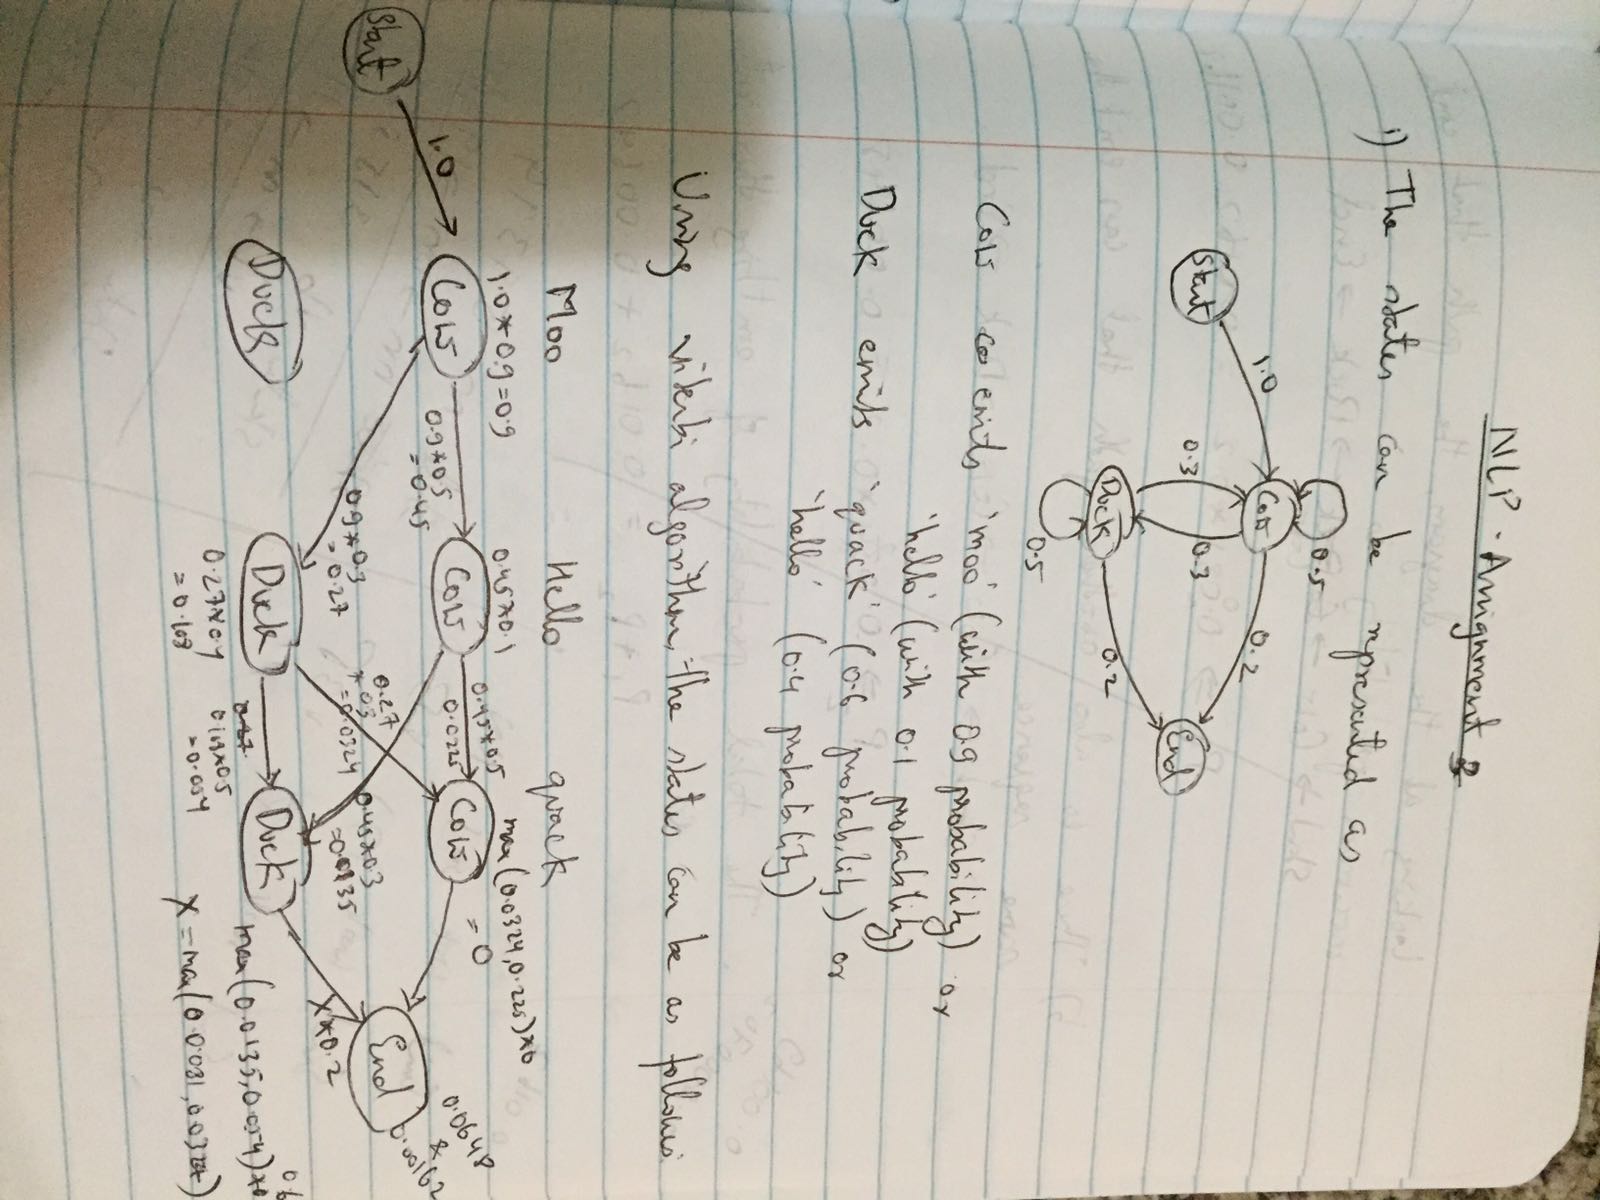 NLP - Assignment 3
1) The states can be represented as
0.5
1.0
Cow
0.2
Start
0.3
0.3
End
Duck
0.2
0.5
Cow co emits 'moo' (with 0.9 probability) or
'hello' (with 0.1 probability)
Duck emits 'quack' (0.6 probability) or
'hello' (0.4 probability)
Using viterbi algorithm, the states can be as follows:
Moo Hello quack
1.0*0.9=0.9
0.45*0.1
max(0.0324,0.225)*0
= 0
1.0
Cow
0.9*0.5
= 0.45
Cow
0.45*0.5
0.0225
Cow
0.0648
&
0.00162
Start
End
0.9*0.3
= 0.27
0.27
*0.3
=0.0324
0.45*0.3
=0.0135
X*0.2
Duck
Duck
Duck
0.27*0.4
= 0.108
0.5
=0.054
max(0.0135,0.054)*0.6
X = max(0.0081,